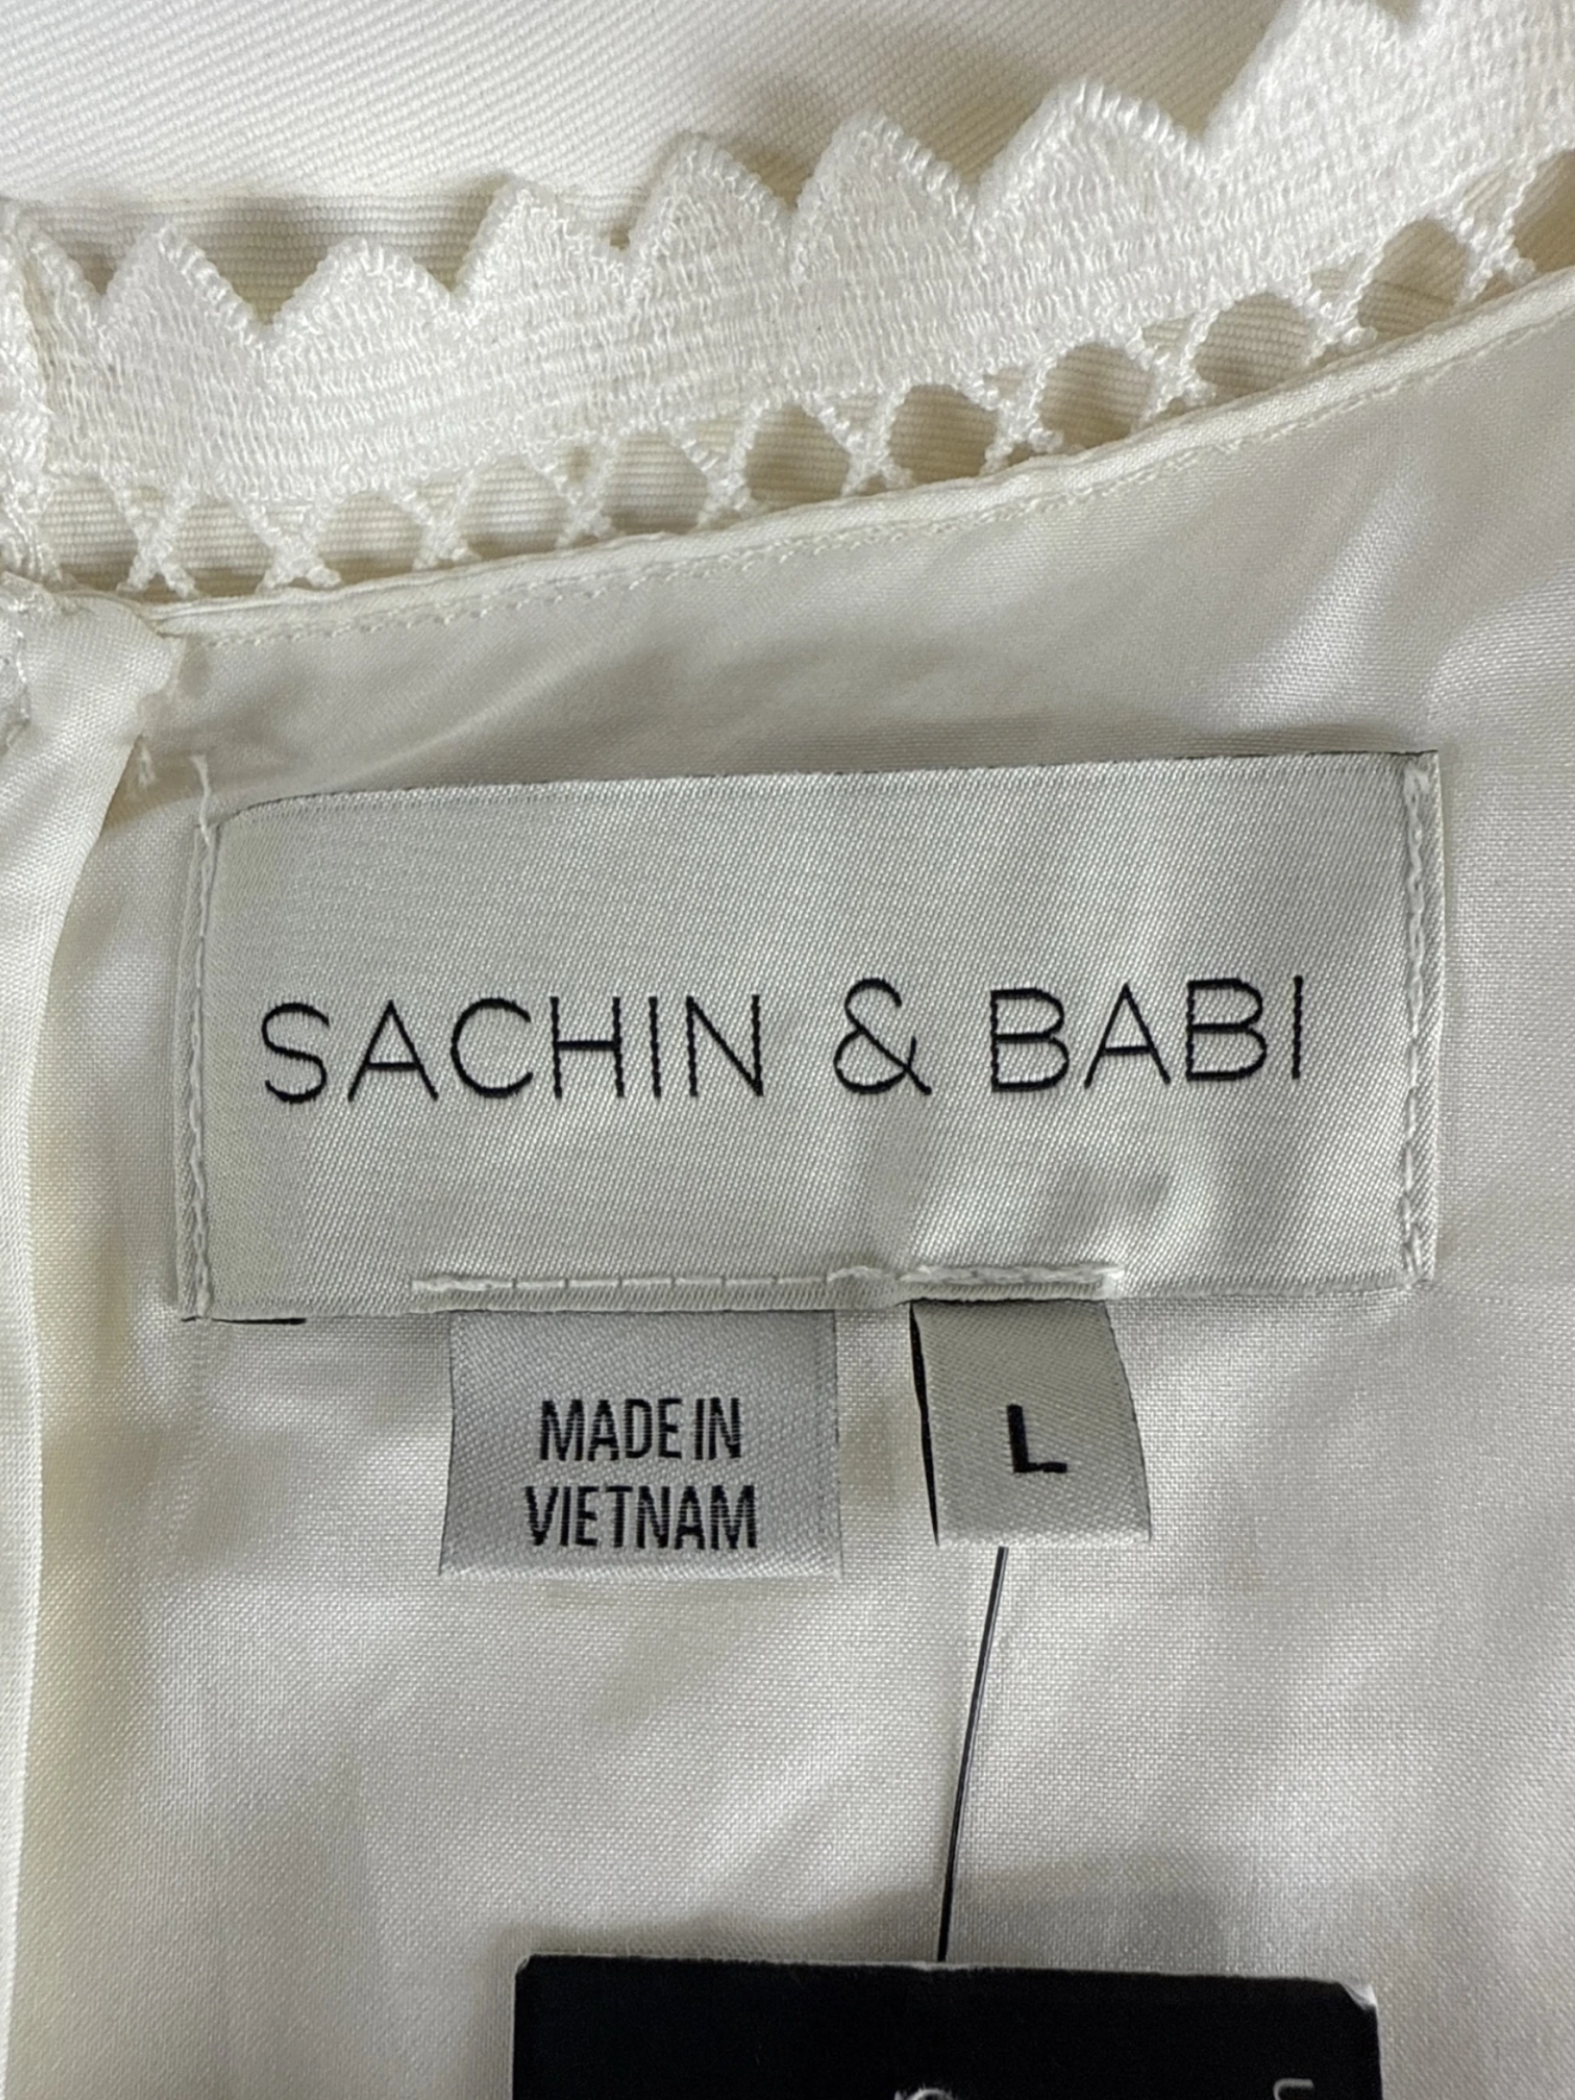 SACHIN & BABI
MADE IN
VIETNAM
L